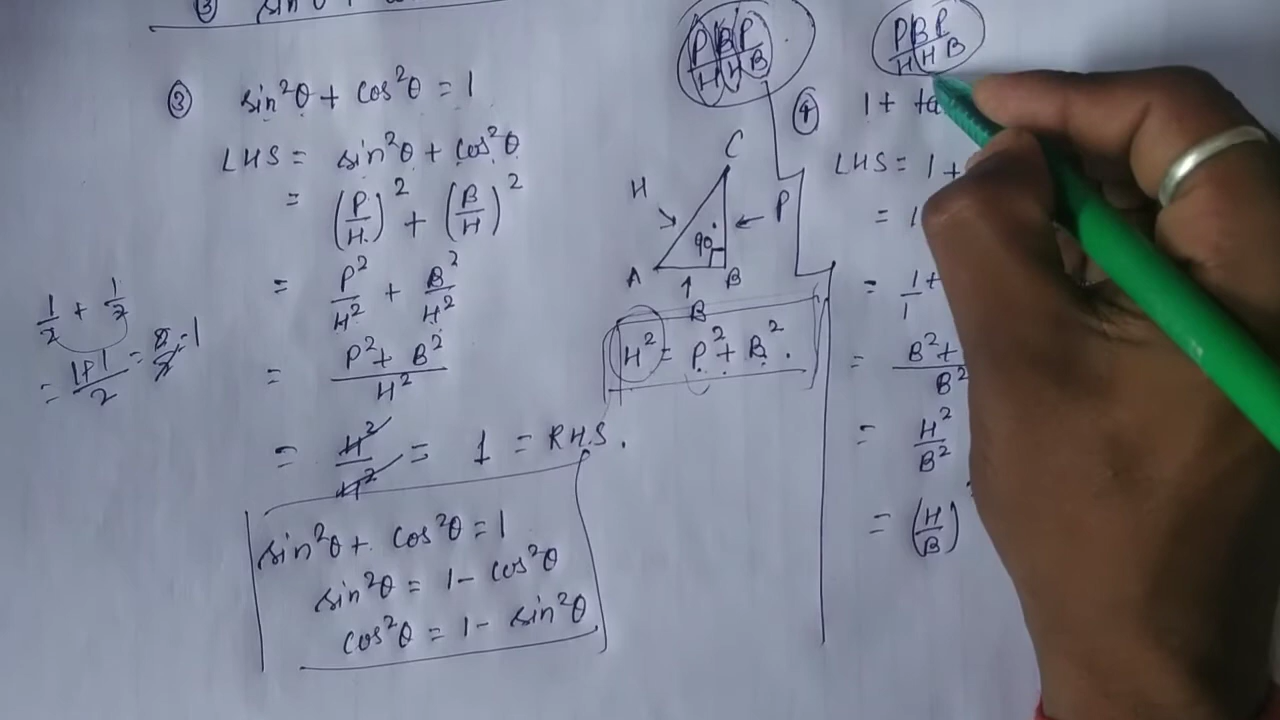 ③ sin
P B P
H H B
③ sin²θ + cos²θ = 1
LHS = sin²θ + cos²θ
= (P/H)² + (B/H)²
= P²/H² + B²/H²
= (P² + B²)/H²
= H²/H² = 1 = R.H.S.
1/2 + 1/2
= 1+1/2 = 2/2 = 1
sin²θ + cos²θ = 1
sin²θ = 1 - cos²θ
cos²θ = 1 - sin²θ
C
H
P
90
A
B
B
H² = P² + B².
P B P
H H B
④ 1 + ta
LHS = 1 +
= 1
= 1/1 +
= B² + / B²
= H²/B²
= (H/B)